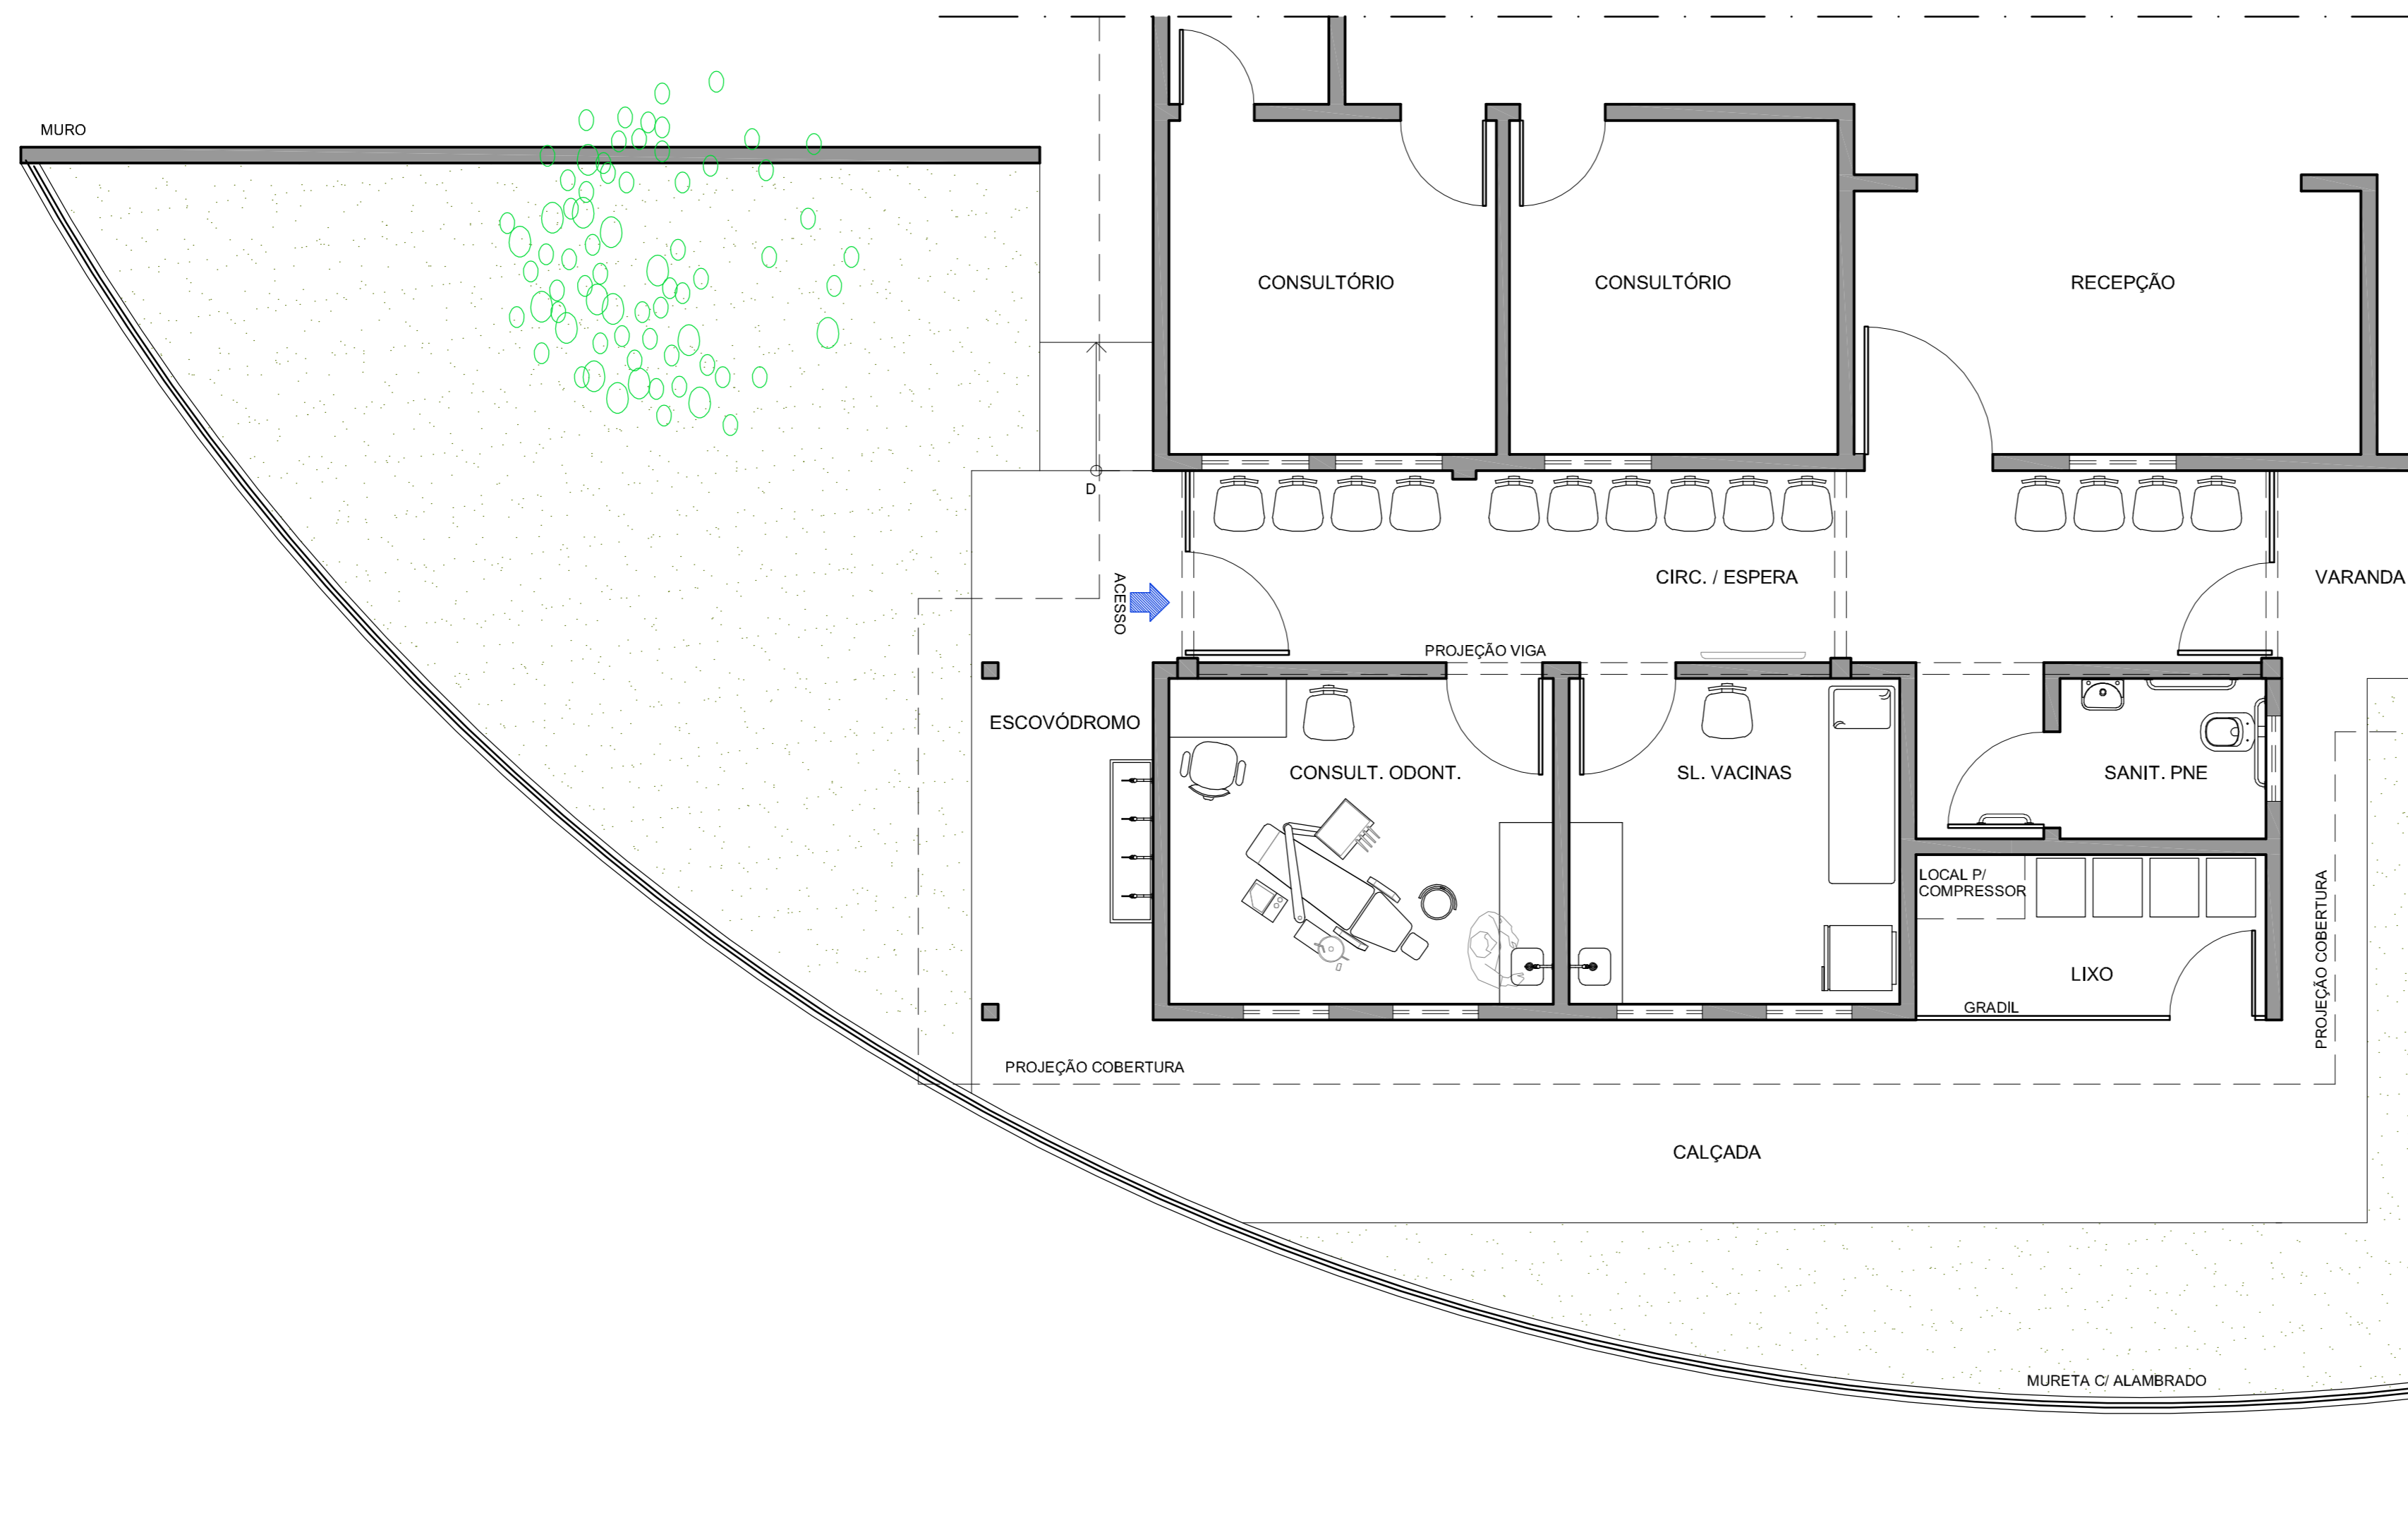 MURO
CONSULTÓRIO
CONSULTÓRIO
RECEPÇÃO
D
ACESSO
CIRC. / ESPERA
VARANDA
PROJEÇÃO VIGA
ESCOVÓDROMO
CONSULT. ODONT.
SL. VACINAS
SANIT. PNE
LOCAL P/
COMPRESSOR
LIXO
GRADIL
PROJEÇÃO COBERTURA
PROJEÇÃO COBERTURA
CALÇADA
MURETA C/ ALAMBRADO